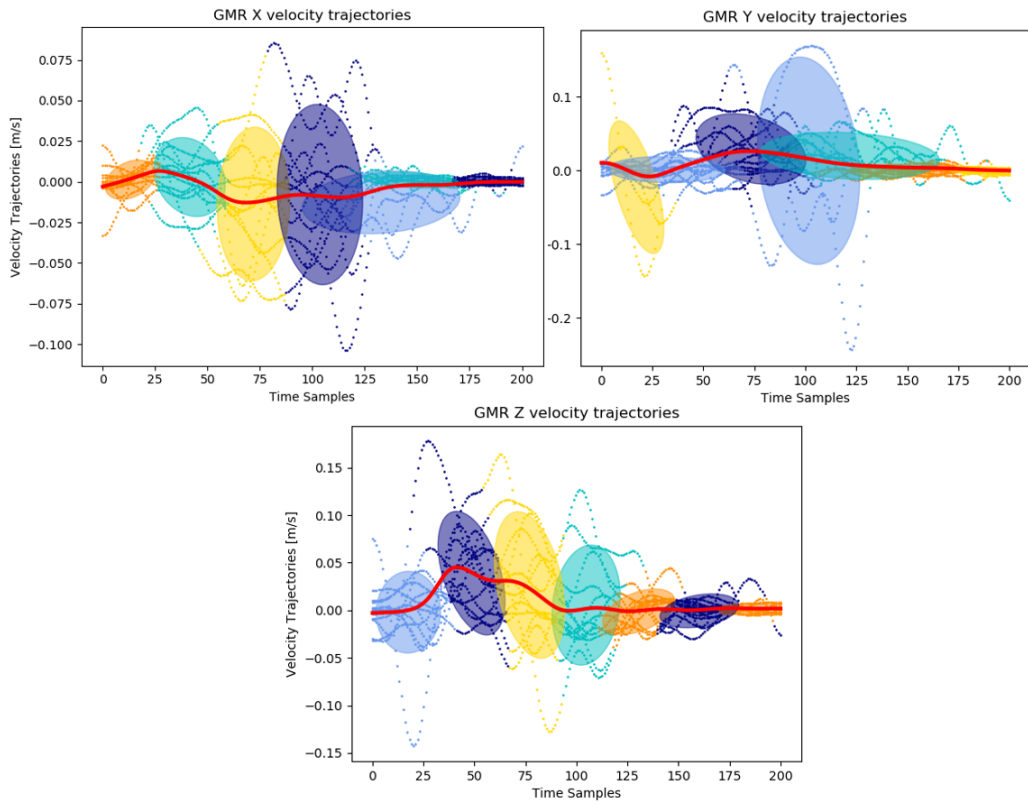 GMR X velocity trajectories
Velocity Trajectories [m/s]
0.075
0.050
0.025
0.000
−0.025
−0.050
−0.075
−0.100
0 25 50 75 100 125 150 175 200
Time Samples
GMR Y velocity trajectories
0.1
0.0
-0.1
-0.2
0 25 50 75 100 125 150 175 200
Time Samples
GMR Z velocity trajectories
Velocity Trajectories [m/s]
0.15
0.10
0.05
0.00
−0.05
−0.10
−0.15
0 25 50 75 100 125 150 175 200
Time Samples